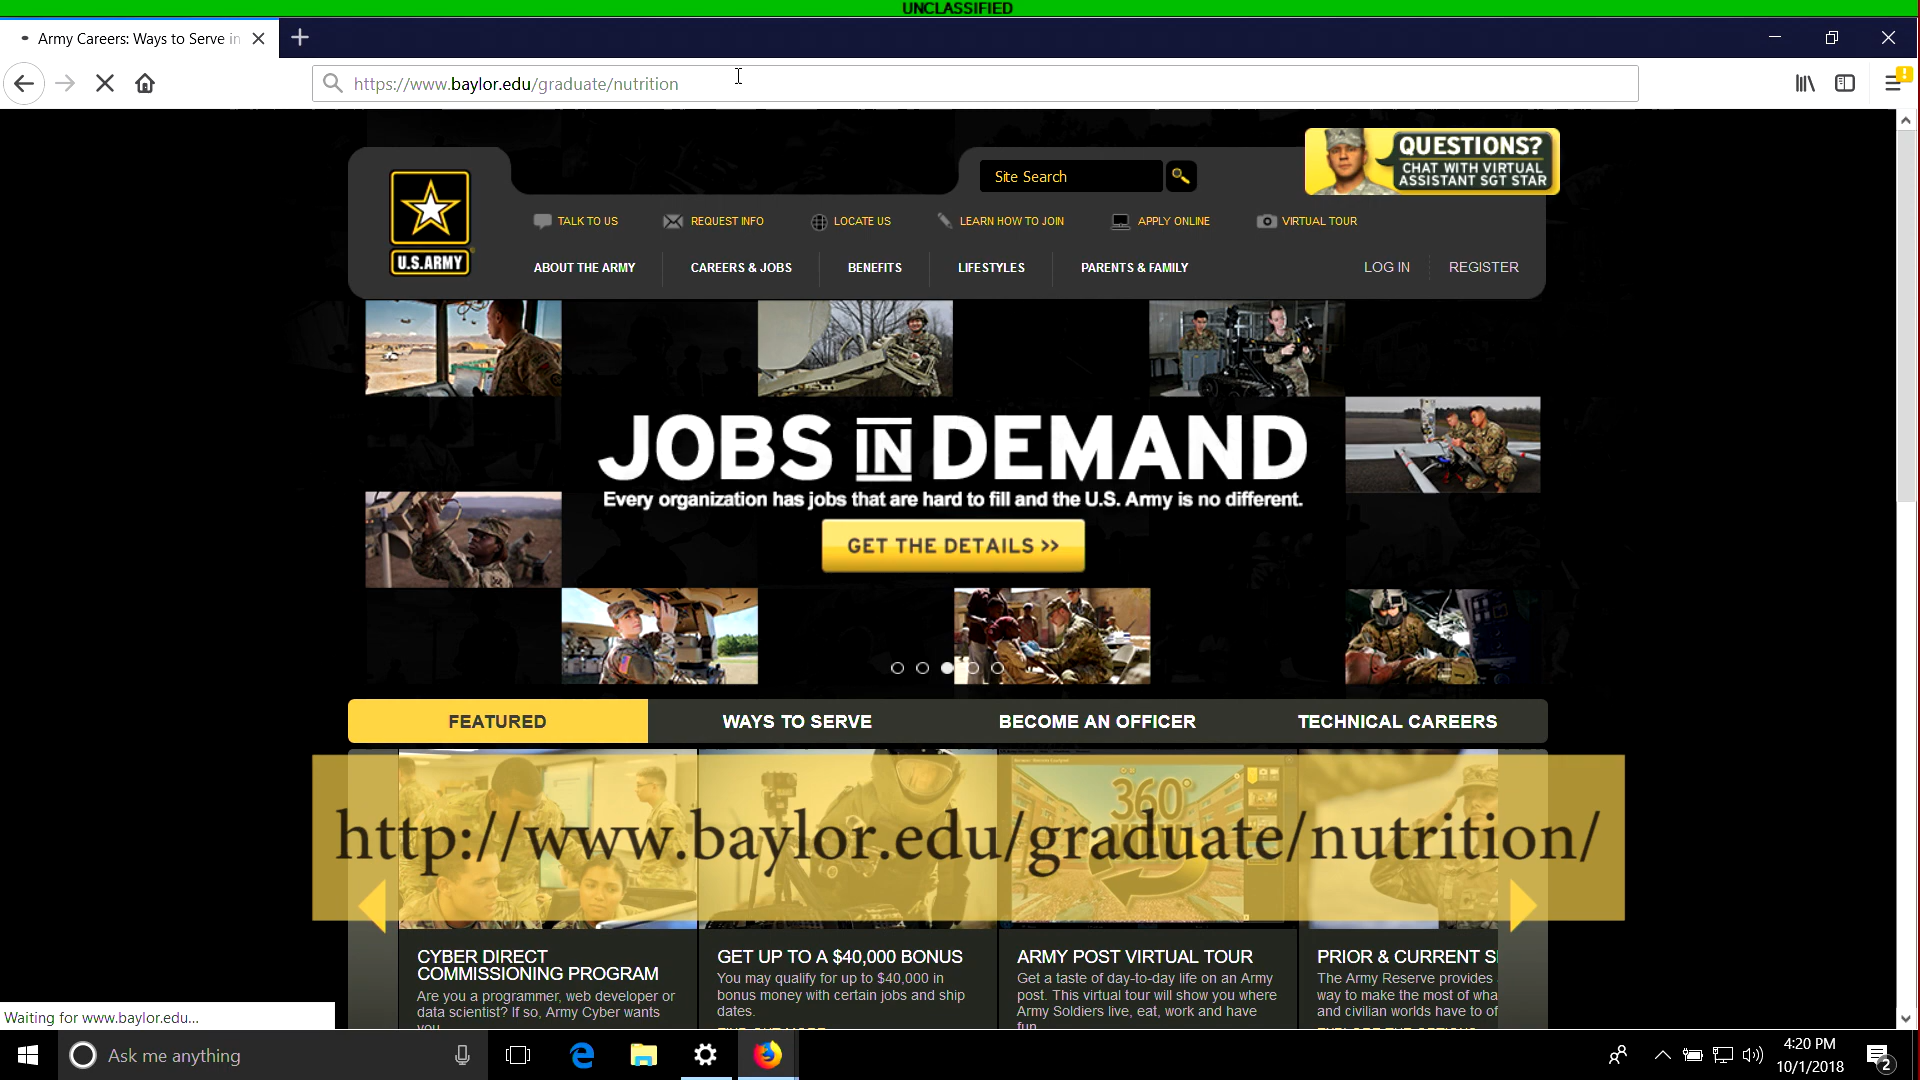 UNCLASSIFIED
Army Careers: Ways to Serve in
https://www.baylor.edu/graduate/nutrition
QUESTIONS?
CHAT WITH VIRTUAL
ASSISTANT SGT STAR
Site Search
TALK TO US
REQUEST INFO
LOCATE US
LEARN HOW TO JOIN
APPLY ONLINE
VIRTUAL TOUR
U.S.ARMY
ABOUT THE ARMY
CAREERS & JOBS
BENEFITS
LIFESTYLES
PARENTS & FAMILY
LOG IN
REGISTER
JOBS IN DEMAND
Every organization has jobs that are hard to fill and the U.S. Army is no different.
GET THE DETAILS >>
FEATURED
WAYS TO SERVE
BECOME AN OFFICER
TECHNICAL CAREERS
360°
http://www.baylor.edu/graduate/nutrition/
CYBER DIRECT
COMMISSIONING PROGRAM
Are you a programmer, web developer or
data scientist? If so, Army Cyber wants
you
GET UP TO A $40,000 BONUS
You may qualify for up to $40,000 in
bonus money with certain jobs and ship
dates.
ARMY POST VIRTUAL TOUR
Get a taste of day-to-day life on an Army
post. This virtual tour will show you where
Army Soldiers live, eat, work and have
fun
PRIOR & CURRENT S
The Army Reserve provides
way to make the most of wha
and civilian worlds have to of
Waiting for www.baylor.edu...
Ask me anything
4:20 PM
10/1/2018
2